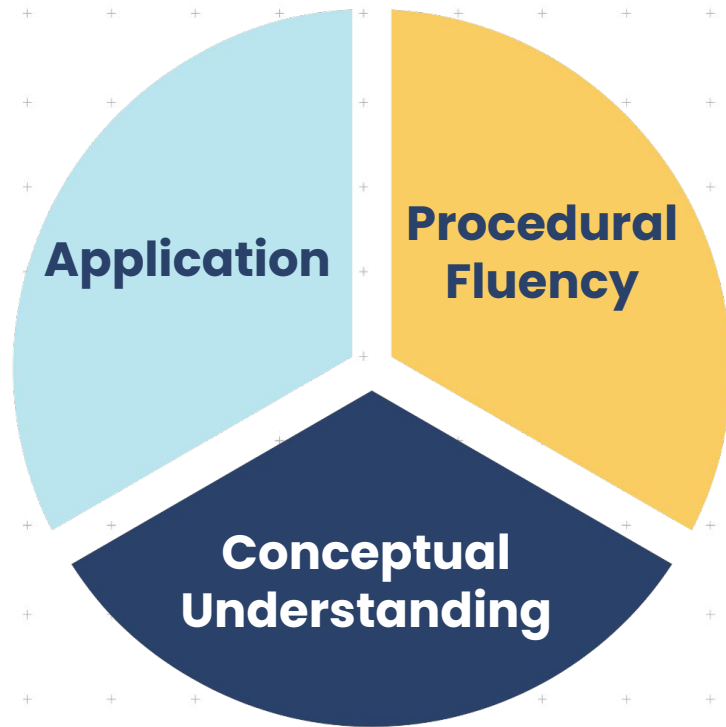 Application
Procedural
Fluency
Conceptual
Understanding